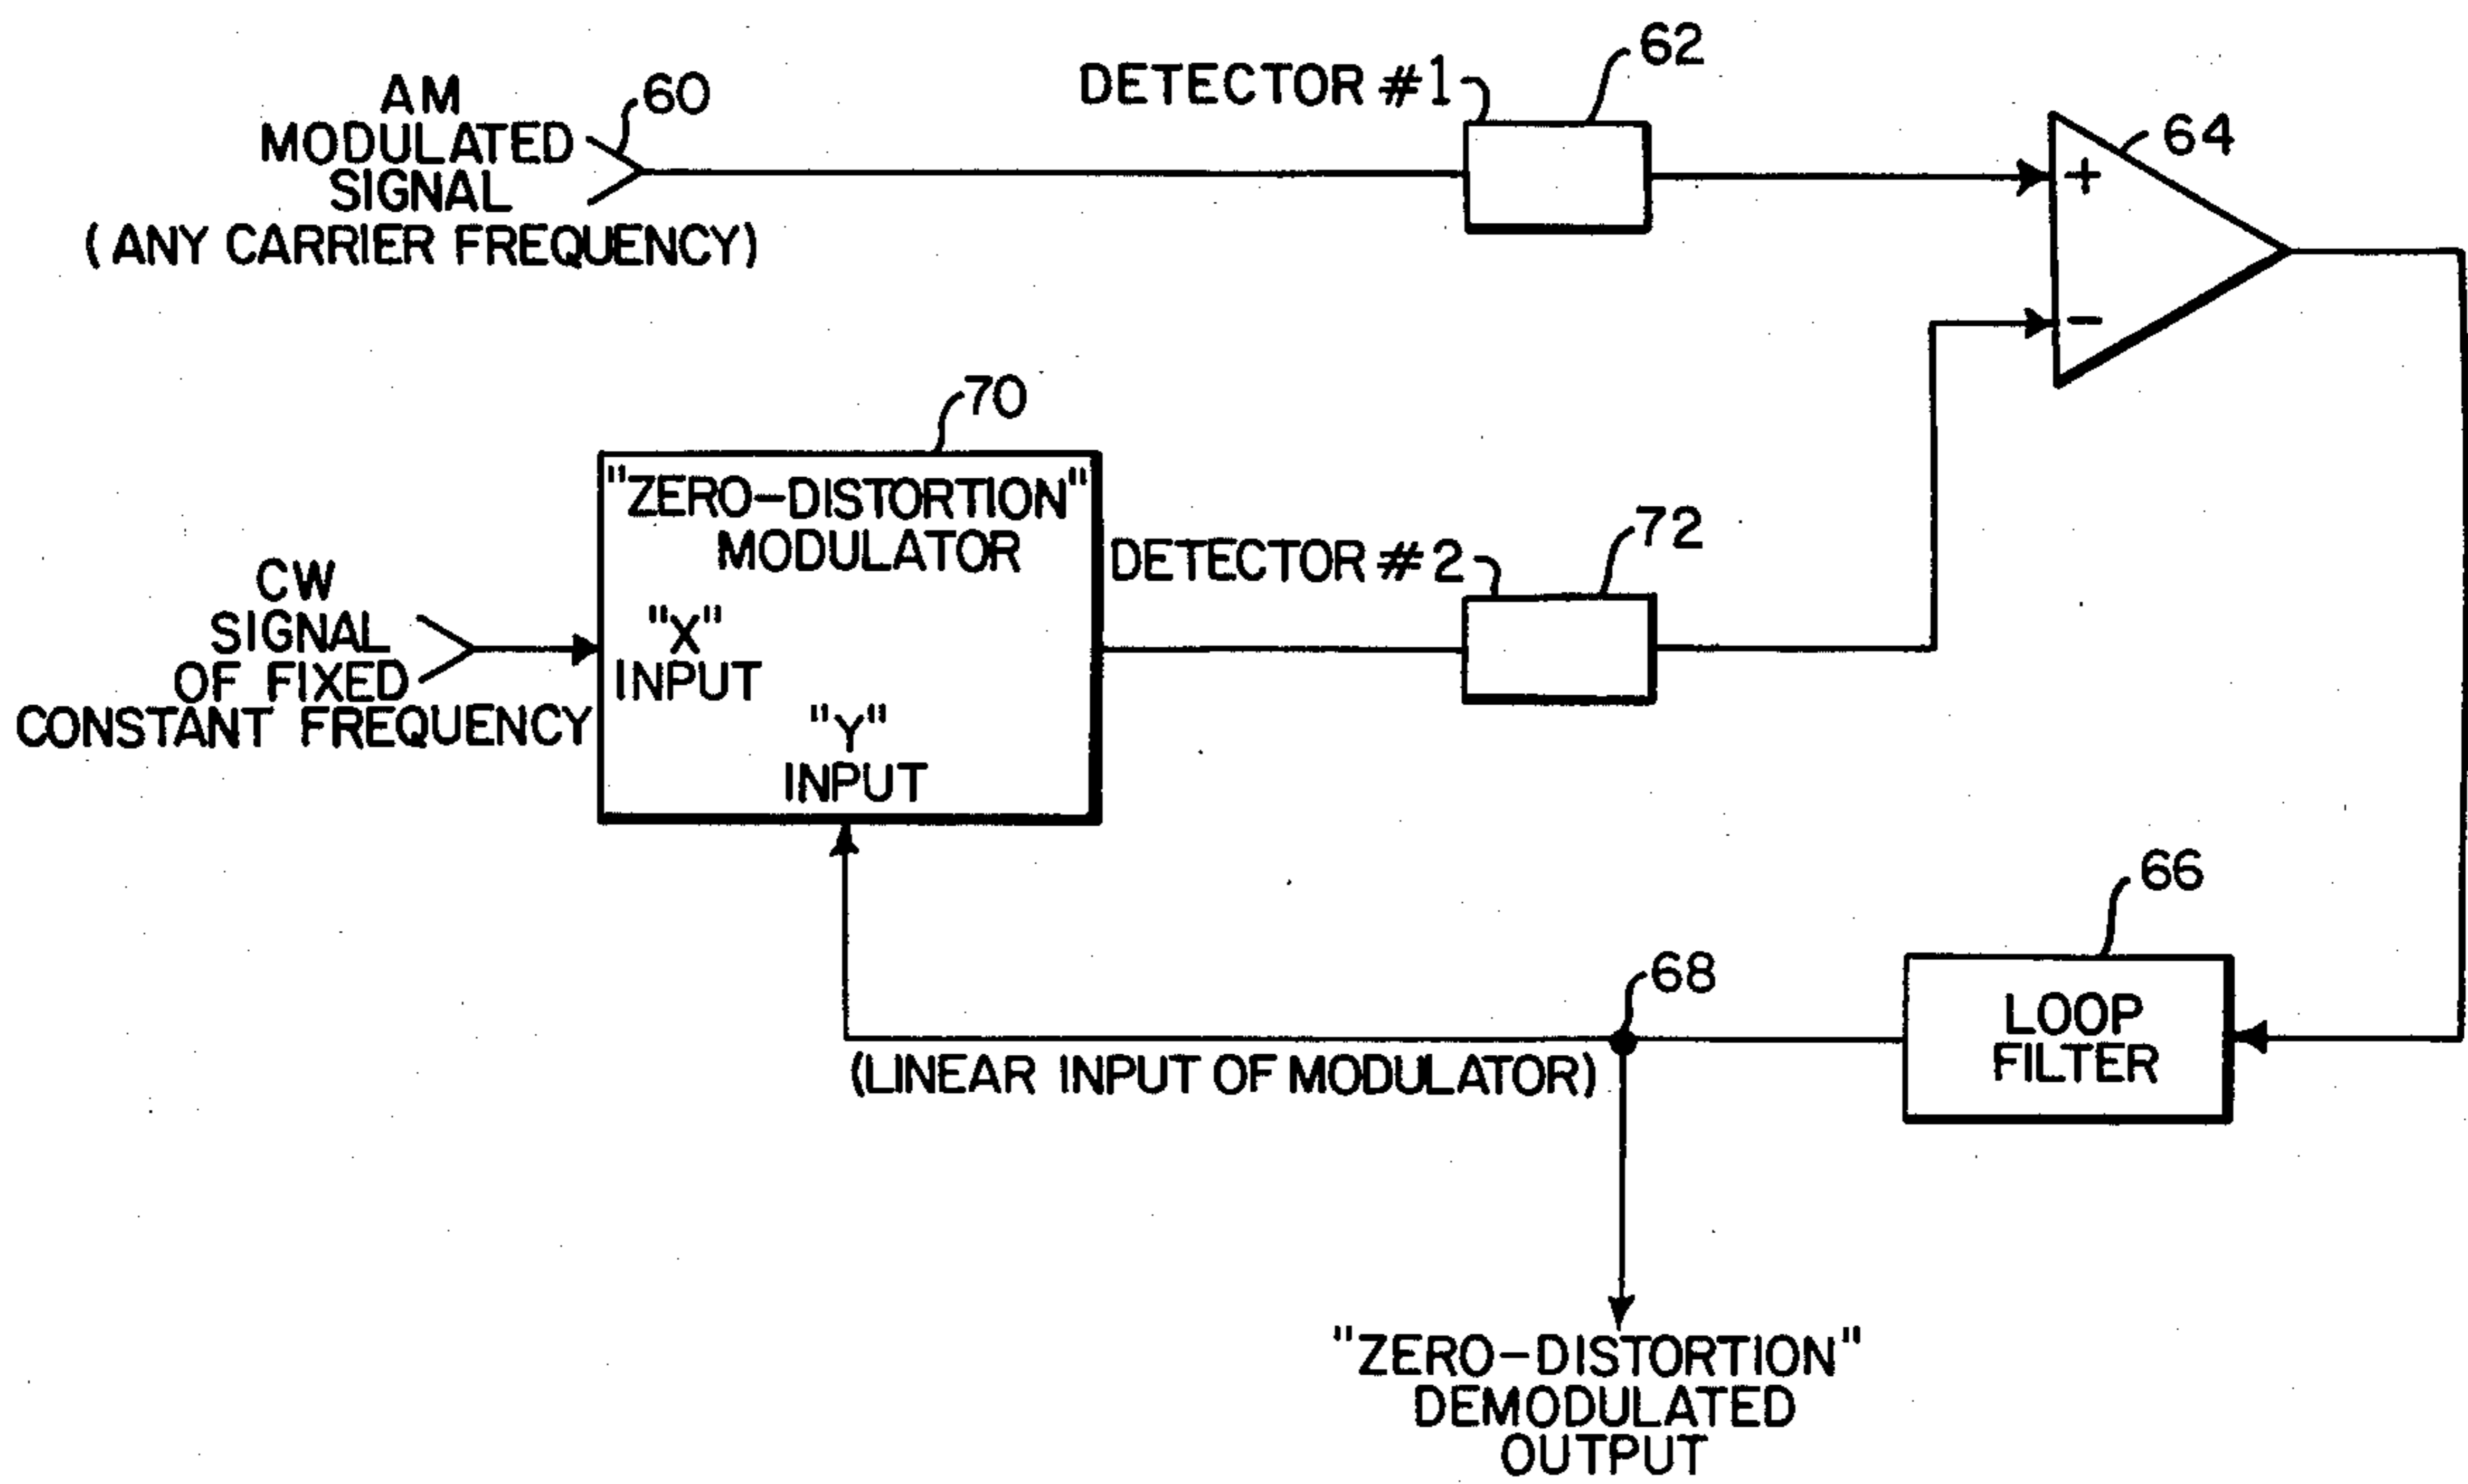 AM
MODULATED
SIGNAL
(ANY CARRIER FREQUENCY)
60
DETECTOR #1
62
64
+
-
70
"ZERO-DISTORTION"
MODULATOR
"X"
INPUT
"Y"
INPUT
CW
SIGNAL
OF FIXED
CONSTANT FREQUENCY
DETECTOR #2
72
66
LOOP
FILTER
68
(LINEAR INPUT OF MODULATOR)
"ZERO-DISTORTION"
DEMODULATED
OUTPUT